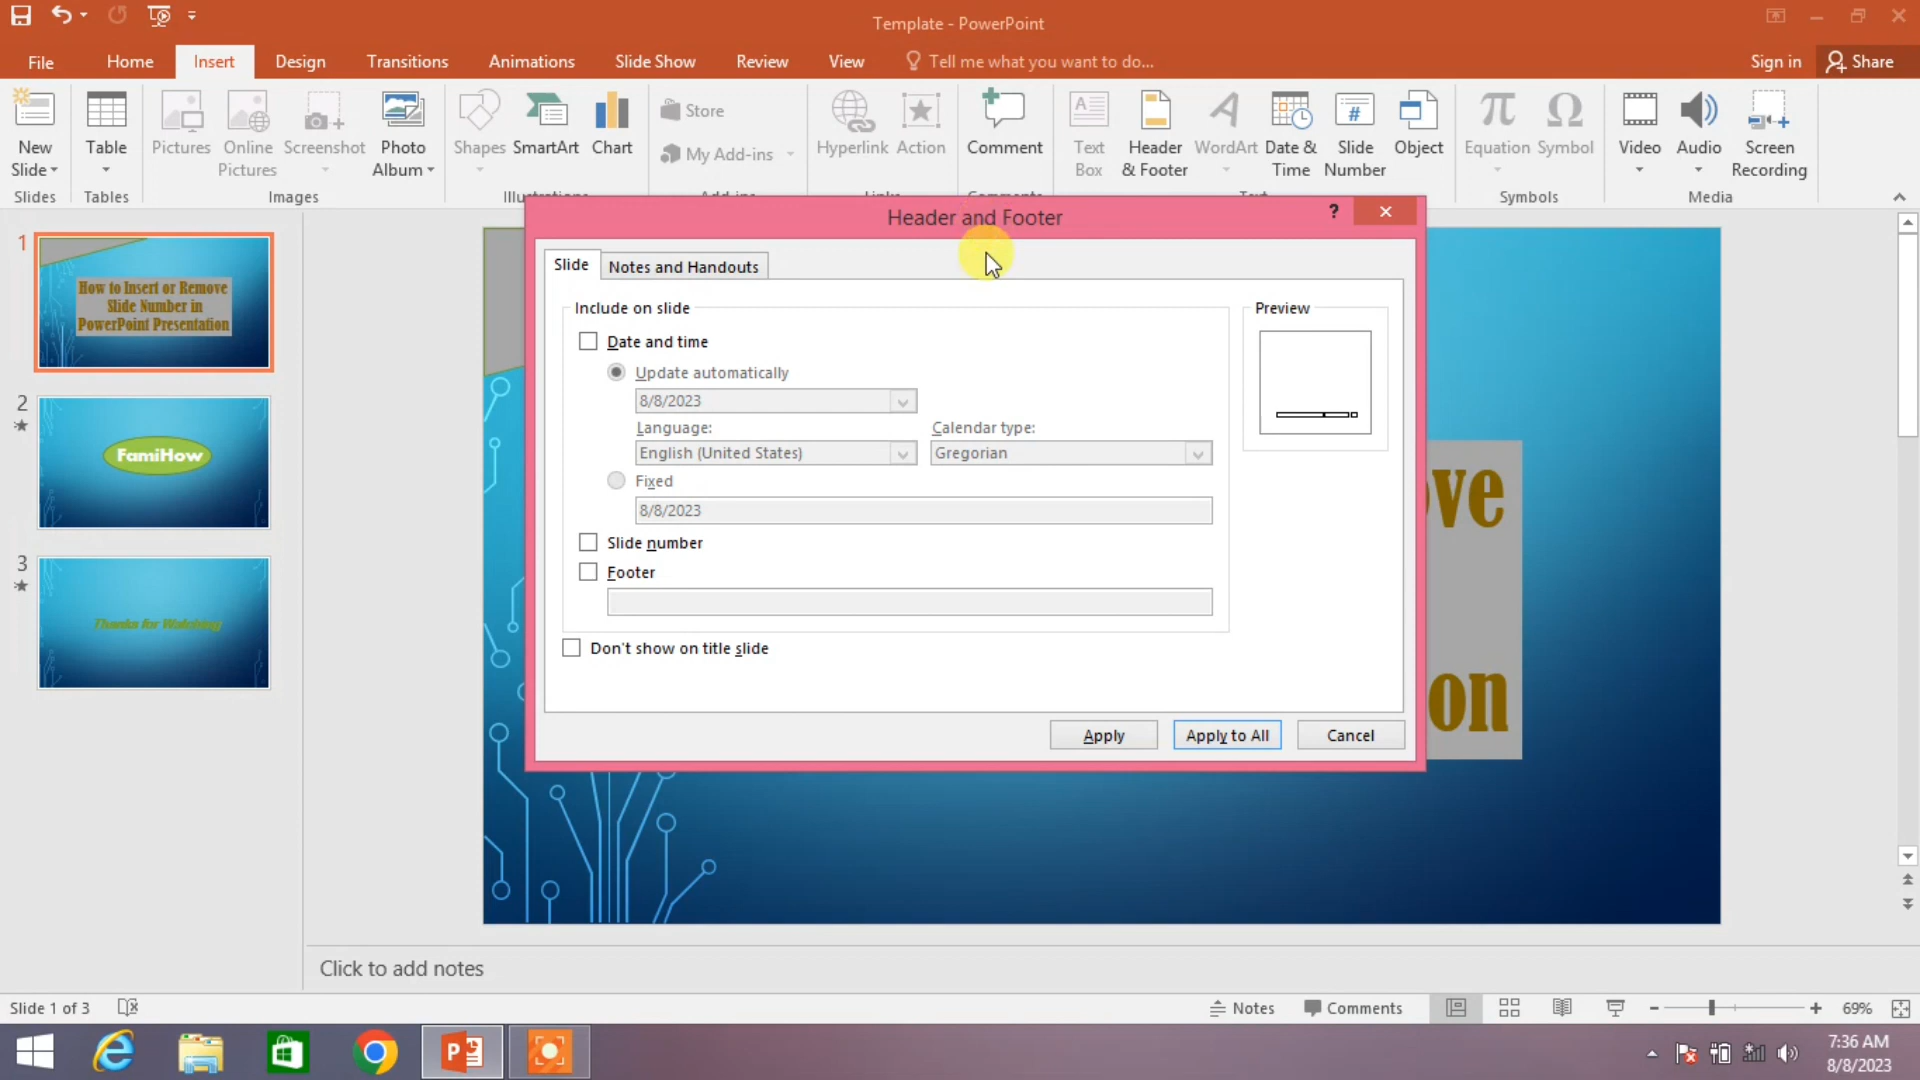 Template - PowerPoint
File Home Insert Design Transitions Animations Slide Show Review View Tell me what you want to do... Sign in Share
New Slide
Table
Pictures
Online Pictures
Screenshot
Photo Album
Shapes
SmartArt
Chart
Store
My Add-ins
Hyperlink
Action
Comment
Text Box
Header & Footer
WordArt
Date & Time
Slide Number
Object
Equation
Symbol
Video
Audio
Screen Recording
Slides Tables Images Symbols Media
1
How to Insert or Remove
Slide Number in
PowerPoint Presentation
2
FamiHow
3
Thanks for Watching
Header and Footer
?
Slide Notes and Handouts
Include on slide
Preview
Date and time
Update automatically
8/8/2023
Language: Calendar type:
English (United States) Gregorian
Fixed
8/8/2023
Slide number
Footer
Don't show on title slide
Apply Apply to All Cancel
ove
on
Click to add notes
Slide 1 of 3 Notes Comments 69%
7:36 AM
8/8/2023